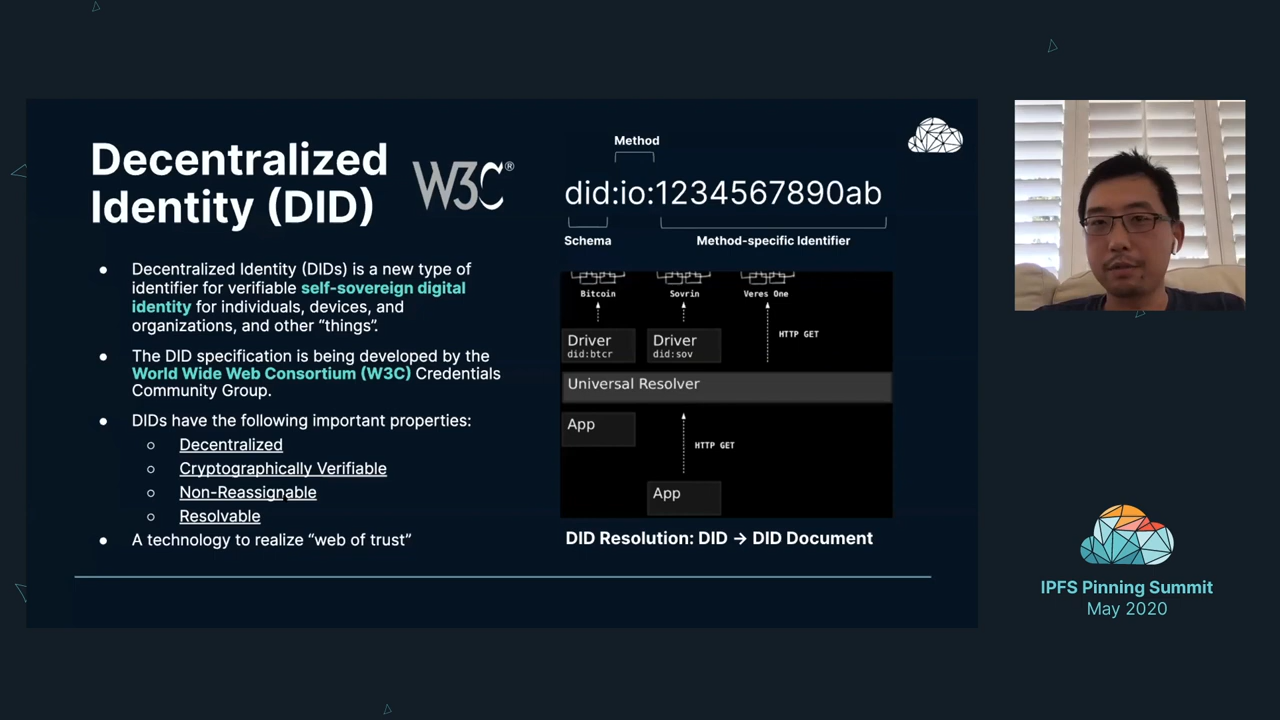 Decentralized
Identity (DID)
W3C®
Decentralized Identity (DIDs) is a new type of
identifier for verifiable self-sovereign digital
identity for individuals, devices, and
organizations, and other “things”.
The DID specification is being developed by the
World Wide Web Consortium (W3C) Credentials
Community Group.
DIDs have the following important properties:
Decentralized
Cryptographically Verifiable
Non-Reassignable
Resolvable
A technology to realize “web of trust”
Method
did:io:1234567890ab
Schema
Method-specific Identifier
Bitcoin
Sovrin
Veres One
Driver
did:btcr
Driver
did:sov
HTTP GET
Universal Resolver
App
HTTP GET
App
DID Resolution: DID → DID Document
IPFS Pinning Summit
May 2020